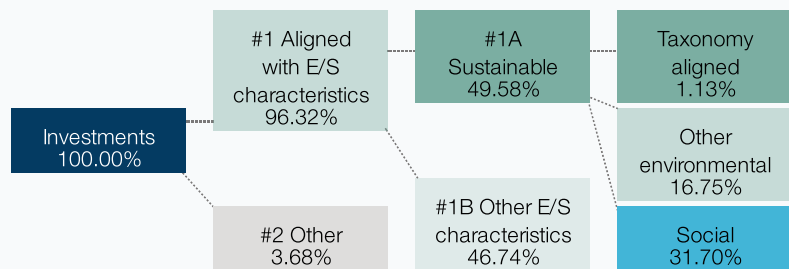 Investments
100.00%
#1 Aligned
with E/S
characteristics
96.32%
#2 Other
3.68%
#1A
Sustainable
49.58%
#1B Other E/S
characteristics
46.74%
Taxonomy
aligned
1.13%
Other
environmental
16.75%
Social
31.70%